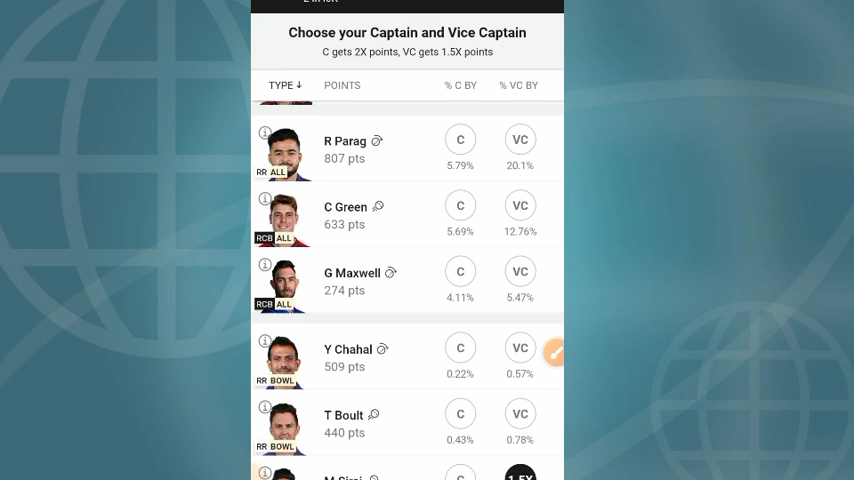 Choose your Captain and Vice Captain
C gets 2X points, VC gets 1.5X points
TYPE ↓ POINTS % C BY % VC BY
R Parag C VC
807 pts 5.79% 20.1%
RR ALL
C Green C VC
633 pts 5.69% 12.76%
RCB ALL
G Maxwell C VC
274 pts 4.11% 5.47%
RCB ALL
Y Chahal C VC
509 pts 0.22% 0.57%
RR BOWL
T Boult C VC
440 pts 0.43% 0.78%
RR BOWL
M Siraj C 1.5X